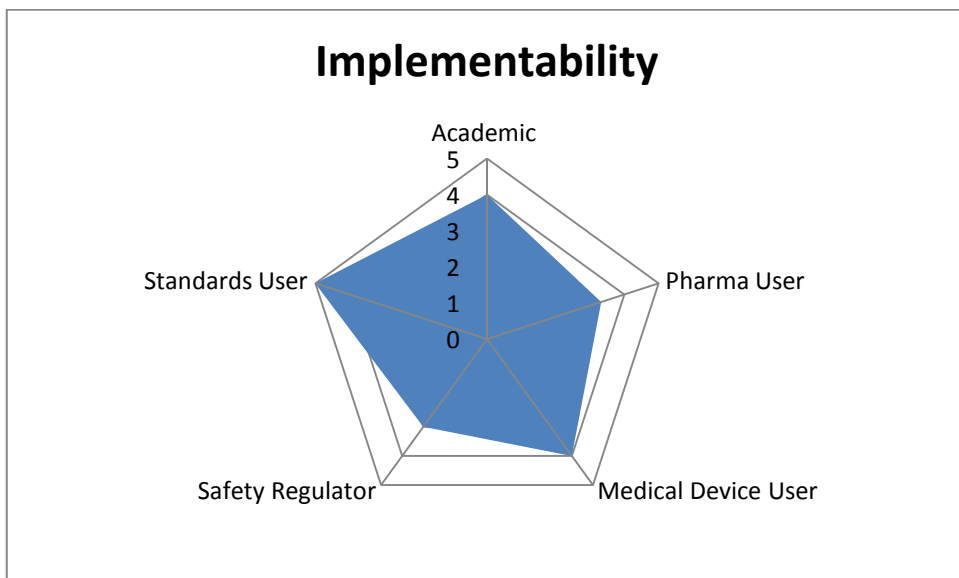 Implementability
Academic
5
4
3
2
1
0
Standards User
Pharma User
Safety Regulator
Medical Device User